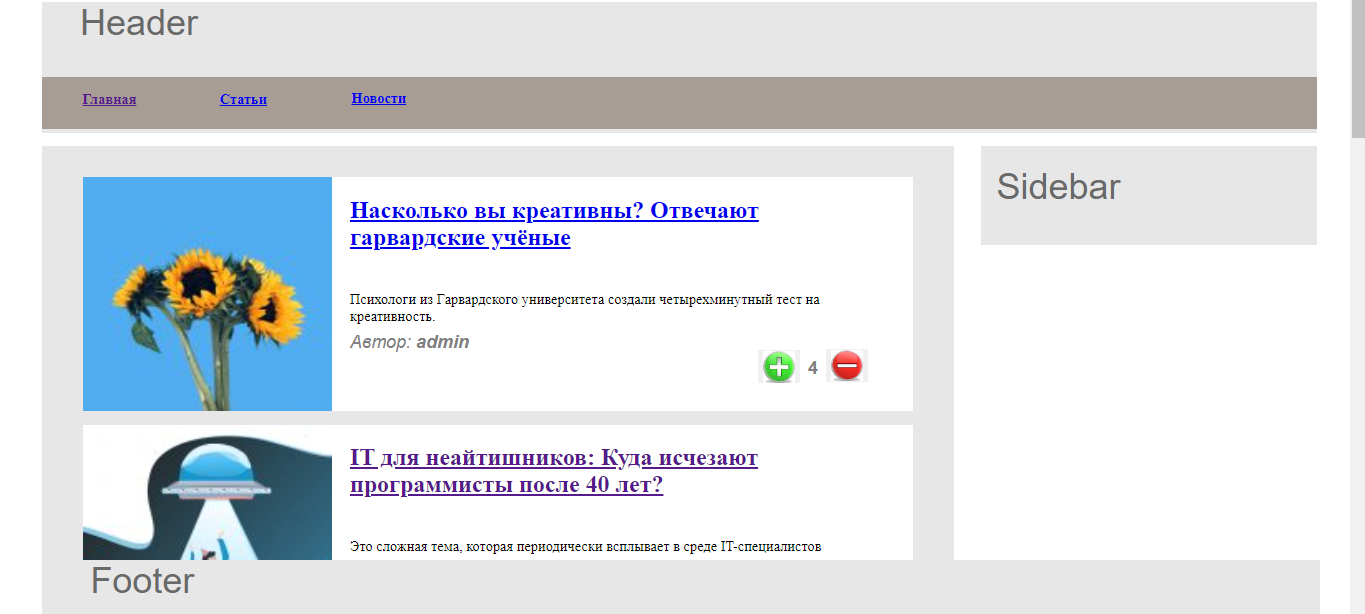 Header
Главная Статьи Новости
Насколько вы креативны? Отвечают
гарвардские учёные
Психологи из Гарвардского университета создали четырехминутный тест на
креативность.
Автор: admin
4
IT для неайтишников: Куда исчезают
программисты после 40 лет?
Это сложная тема, которая периодически всплывает в среде IT-специалистов
Sidebar
Footer